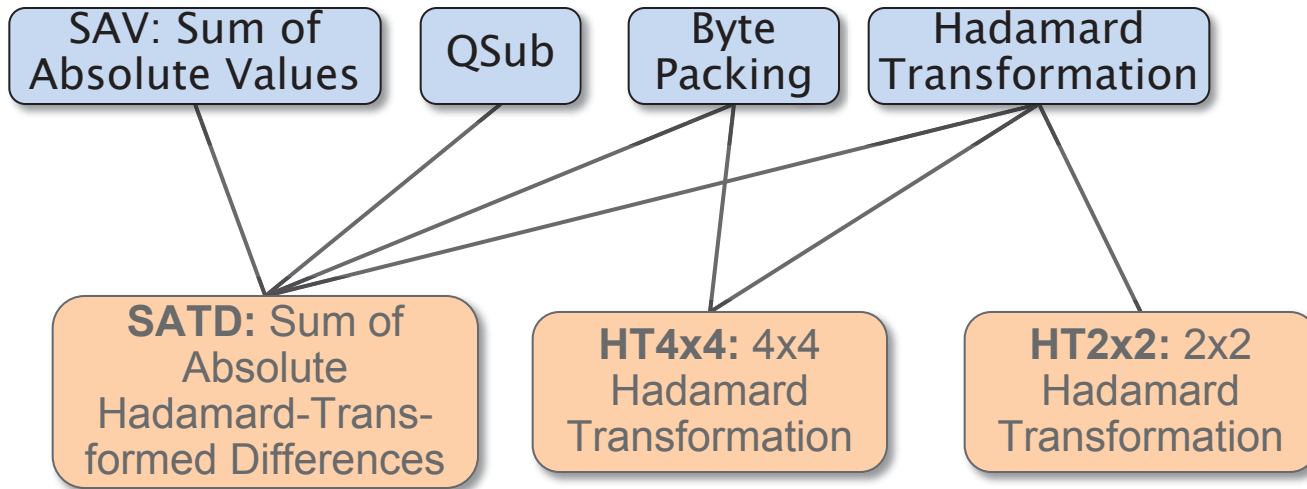 SAV: Sum of
Absolute Values
QSub
Byte
Packing
Hadamard
Transformation
SATD: Sum of
Absolute
Hadamard-Trans-
formed Differences
HT4x4: 4x4
Hadamard
Transformation
HT2x2: 2x2
Hadamard
Transformation